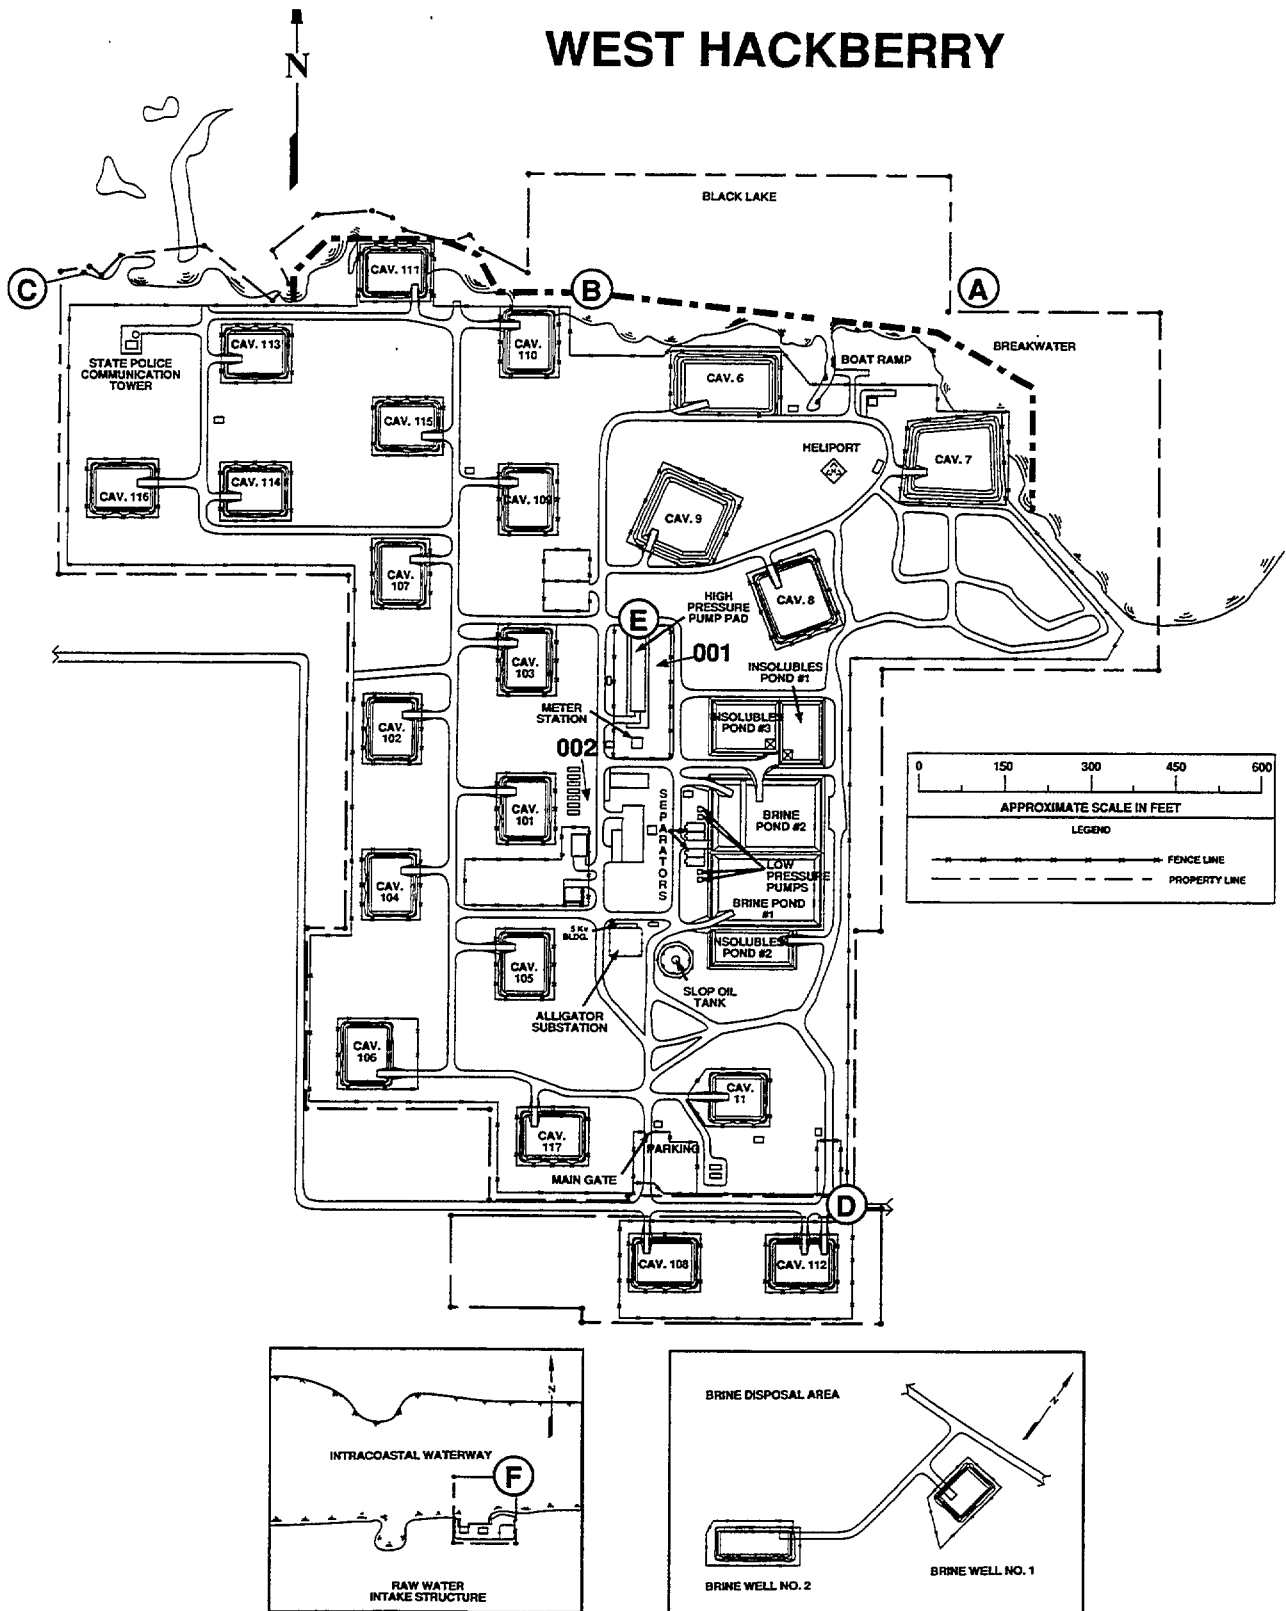 WEST HACKBERRY
N
BLACK LAKE
C
B
A
CAV. 111
CAV. 113
CAV.
110
STATE POLICE
COMMUNICATION
TOWER
BREAKWATER
BOAT RAMP
CAV. 6
CAV. 115
HELIPORT
CAV. 7
CAV. 116
CAV. 114
CAV. 109
CAV. 9
CAV.
107
CAV. 8
HIGH
PRESSURE
PUMP PAD
E
001
CAV.
103
INSOLUBLES
POND #1
METER
STATION
INSOLUBLES
POND #3
CAV.
102
002
0
150
300
450
600
APPROXIMATE SCALE IN FEET
LEGEND
FENCE LINE
PROPERTY LINE
CAV.
101
SEPARATORS
BRINE
POND #2
LOW
PRESSURE
PUMPS
CAV.
104
BRINE POND
#1
5 Kv
BLDG.
INSOLUBLES
POND #2
CAV.
105
SLOP OIL
TANK
ALLIGATOR
SUBSTATION
CAV.
106
CAV.
11
CAV.
117
PARKING
MAIN GATE
D
CAV. 108
CAV. 112
N
INTRACOASTAL WATERWAY
F
RAW WATER
INTAKE STRUCTURE
BRINE DISPOSAL AREA
N
BRINE WELL NO. 1
BRINE WELL NO. 2